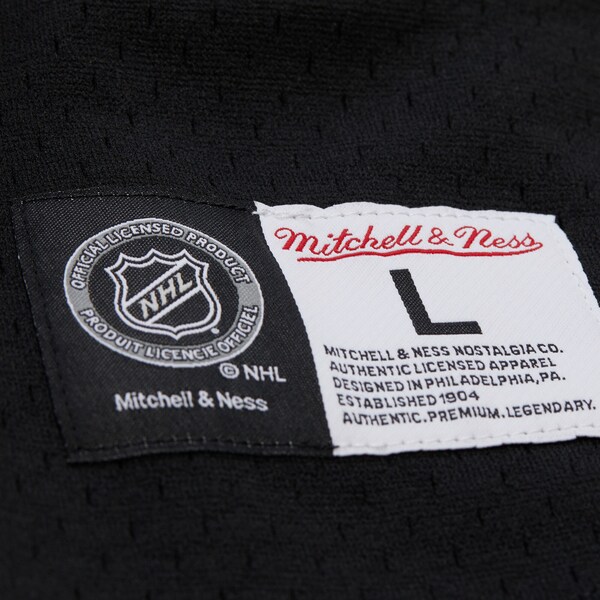 OFFICIAL LICENSED PRODUCT
NHL
PRODUIT LICENCIE OFFICIEL
© NHL
Mitchell & Ness
Mitchell & Ness
L
MITCHELL & NESS NOSTALGIA CO.
AUTHENTIC LICENSED APPAREL
DESIGNED IN PHILADELPHIA, PA.
ESTABLISHED 1904
AUTHENTIC.PREMIUM.LEGENDARY.